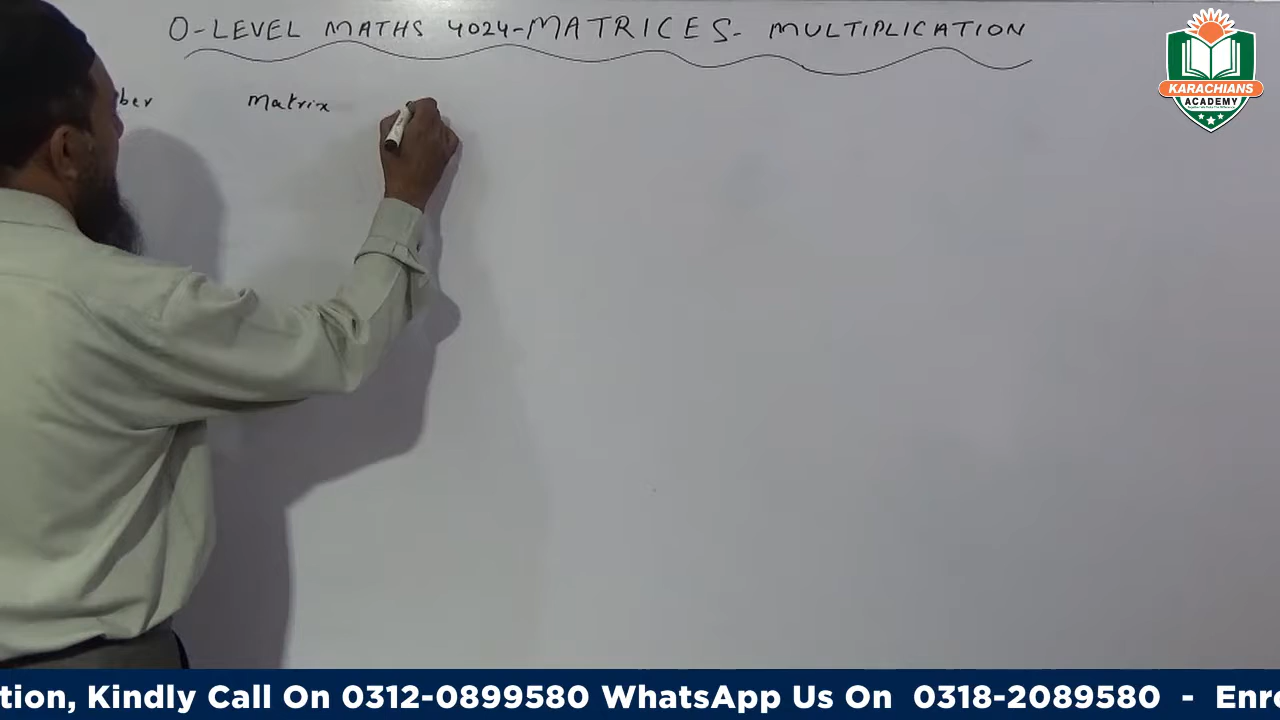 O-LEVEL MATHS 4024-MATRICES- MULTIPLICATION
ber Matrix
KARACHIANS
ACADEMY
tion, Kindly Call On 0312-0899580 WhatsApp Us On 0318-2089580 - Enro